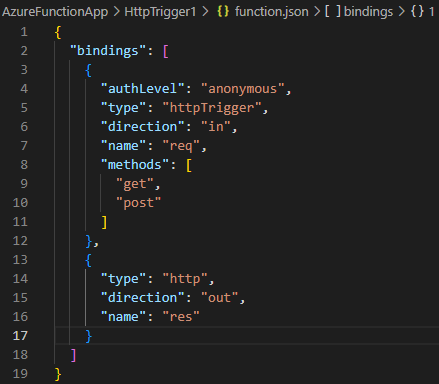 AzureFunctionApp > HttpTrigger1 > {} function.json > [ ] bindings > {} 1
1 {
2   "bindings": [
3     {
4       "authLevel": "anonymous",
5       "type": "httpTrigger",
6       "direction": "in",
7       "name": "req",
8       "methods": [
9         "get",
10         "post"
11       ]
12     },
13     {
14       "type": "http",
15       "direction": "out",
16       "name": "res"
17     }
18   ]
19 }